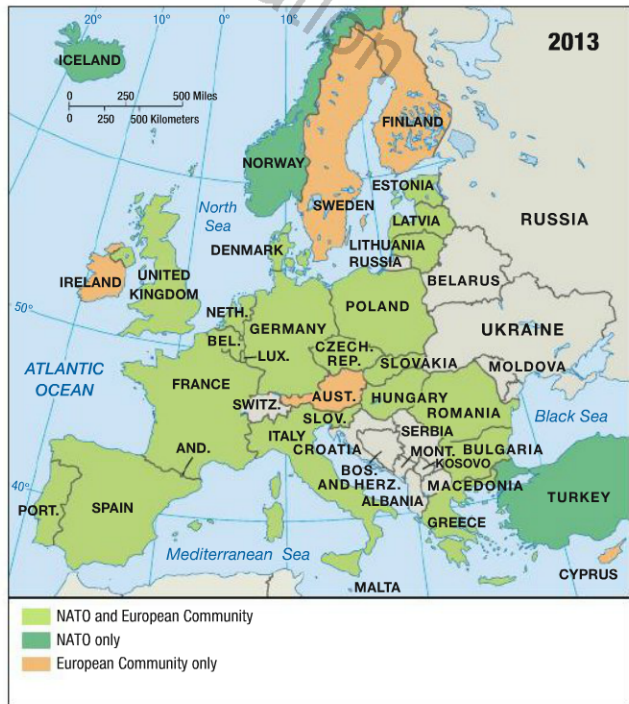 20° 10° 0° 10°
2013
ICELAND
0 250 500 Miles
0 250 500 Kilometers
FINLAND
NORWAY
ESTONIA
SWEDEN
North
Sea
LATVIA
RUSSIA
DENMARK
LITHUANIA
RUSSIA
IRELAND
UNITED
KINGDOM
BELARUS
50°
NETH.
POLAND
GERMANY
UKRAINE
BEL.
CZECH.
REP.
LUX.
ATLANTIC
OCEAN
SLOVAKIA
MOLDOVA
FRANCE
AUST.
HUNGARY
SWITZ.
ROMANIA
SLOV.
Black Sea
SERBIA
ITALY
CROATIA
MONT.
BULGARIA
AND.
BOS.
AND HERZ.
KOSOVO
40°
MACEDONIA
ALBANIA
TURKEY
PORT.
SPAIN
GREECE
Mediterranean Sea
CYPRUS
MALTA
NATO and European Community
NATO only
European Community only